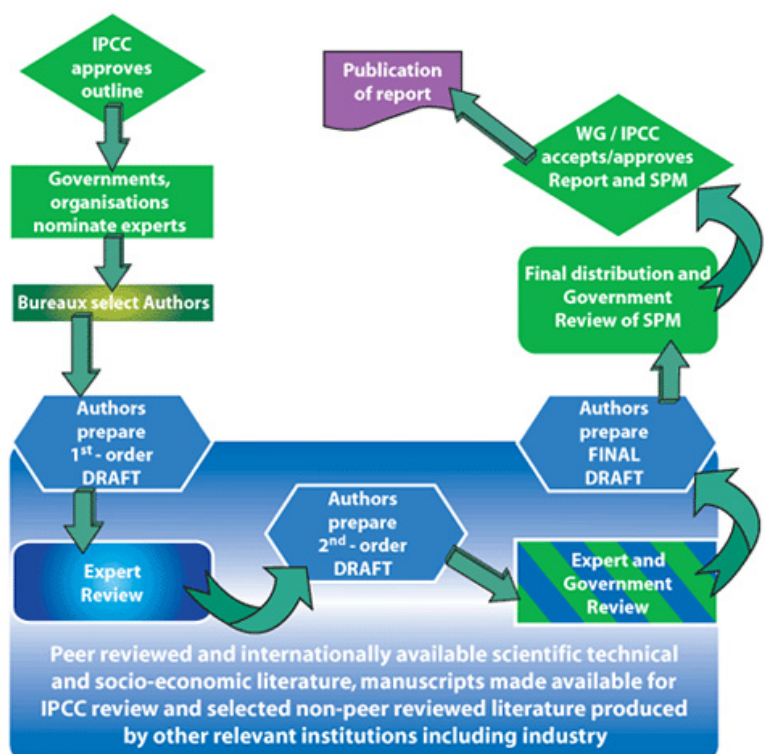 IPCC
approves
outline
Governments,
organisations
nominate experts
Bureaux select Authors
Authors
prepare
1st - order
DRAFT
Expert
Review
Authors
prepare
2nd - order
DRAFT
Expert and
Government
Review
Authors
prepare
FINAL
DRAFT
Final distribution and
Government
Review of SPM
WG / IPCC
accepts/approves
Report and SPM
Publication
of report
Peer reviewed and internationally available scientific technical
and socio-economic literature, manuscripts made available for
IPCC review and selected non-peer reviewed literature produced
by other relevant institutions including industry